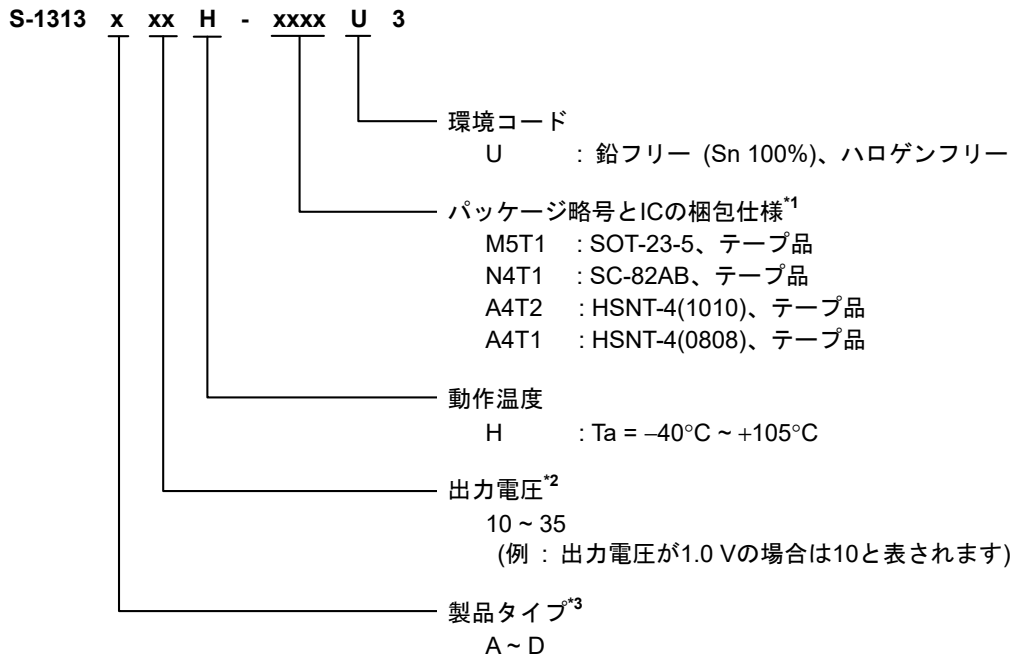 S-1313 x xx H - xxxx U 3
環境コード
U : 鉛フリー (Sn 100%)、ハロゲンフリー
パッケージ略号とICの梱包仕様*1
M5T1 : SOT-23-5、テープ品
N4T1 : SC-82AB、テープ品
A4T2 : HSNT-4(1010)、テープ品
A4T1 : HSNT-4(0808)、テープ品
動作温度
H : Ta = −40°C ~ +105°C
出力電圧*2
10 ~ 35
(例 : 出力電圧が1.0 Vの場合は10と表されます)
製品タイプ*3
A ~ D